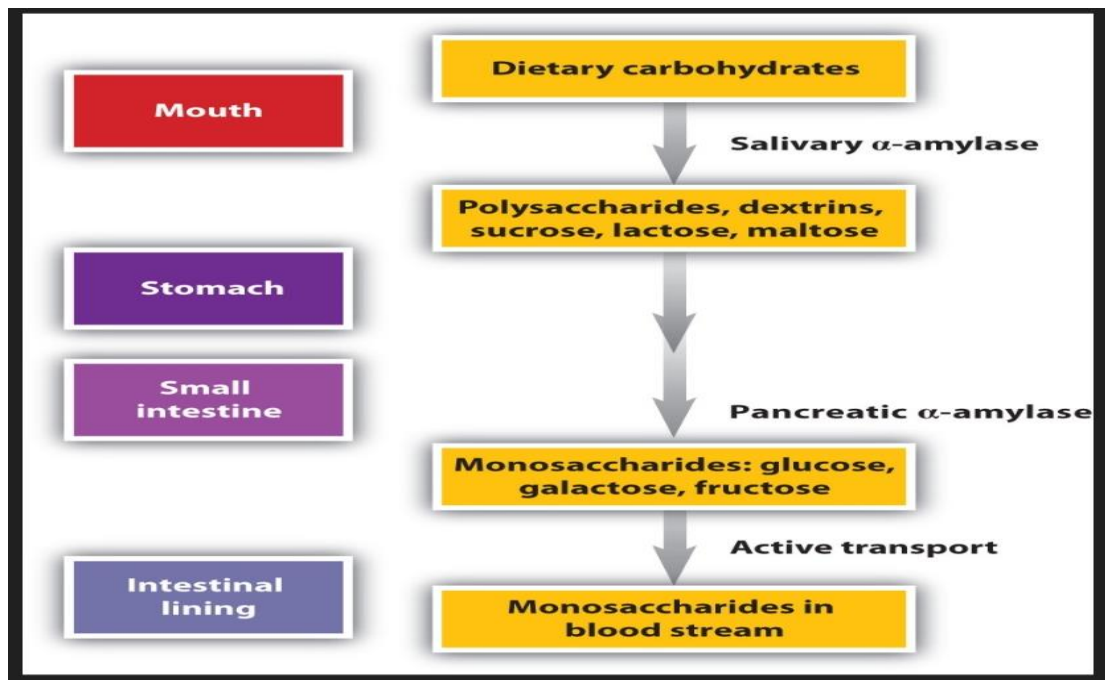 Dietary carbohydrates
Mouth
Salivary α-amylase
Polysaccharides, dextrins,
sucrose, lactose, maltose
Stomach
Small
intestine
Pancreatic α-amylase
Monosaccharides: glucose,
galactose, fructose
Active transport
Intestinal
lining
Monosaccharides in
blood stream